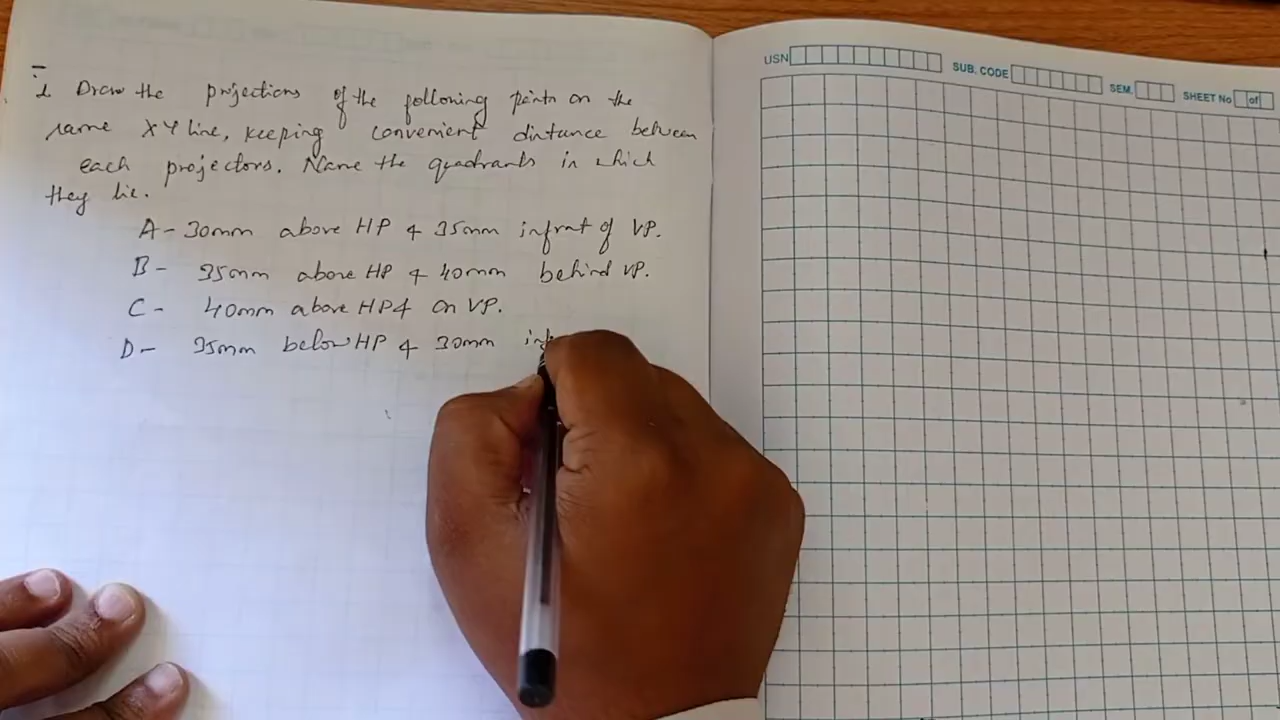 1 Draw the projections of the following points on the
same XY line, keeping convenient distance between
each projectors. Name the quadrants in which
they lie.
A - 30mm above HP & 35mm infront of VP.
B - 35mm above HP & 40mm behind VP.
C - 40mm above HP & on VP.
D - 35mm below HP & 30mm inf
USN
SUB. CODE
SEM.
SHEET No of